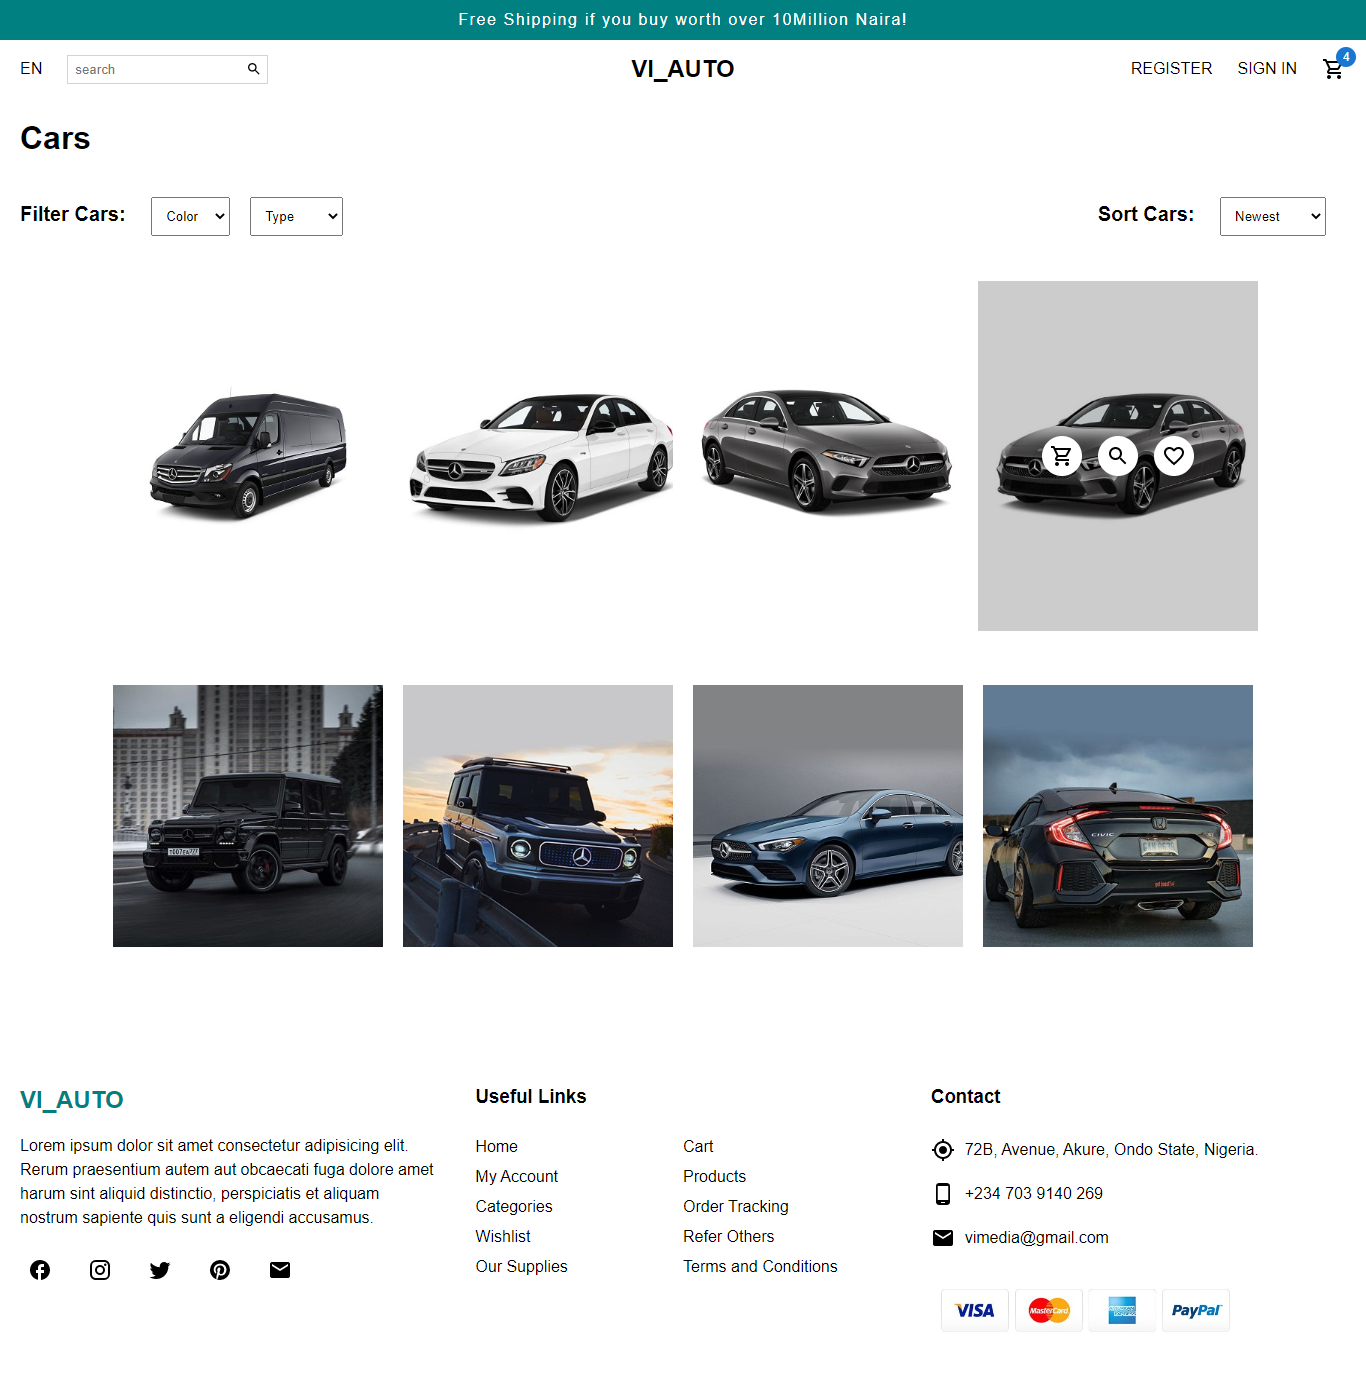 Free Shipping if you buy worth over 10Million Naira!
EN
search
VI_AUTO
REGISTER
SIGN IN
4
Cars
Filter Cars:
Color
Type
Sort Cars:
Newest
CIVIC
VI_AUTO
Lorem ipsum dolor sit amet consectetur adipisicing elit.
Rerum praesentium autem aut obcaecati fuga dolore amet
harum sint aliquid distinctio, perspiciatis et aliquam
nostrum sapiente quis sunt a eligendi accusamus.
Useful Links
Home
My Account
Categories
Wishlist
Our Supplies
Cart
Products
Order Tracking
Refer Others
Terms and Conditions
Contact
72B, Avenue, Akure, Ondo State, Nigeria.
+234 703 9140 269
vimedia@gmail.com
VISA
MasterCard
PayPal